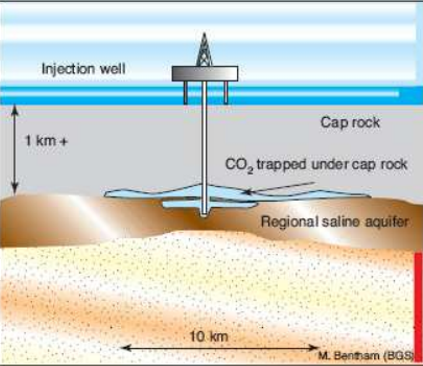 Injection well
Cap rock
1 km +
CO₂ trapped under cap rock
Regional saline aquifer
10 km
M. Bentham (BGS)